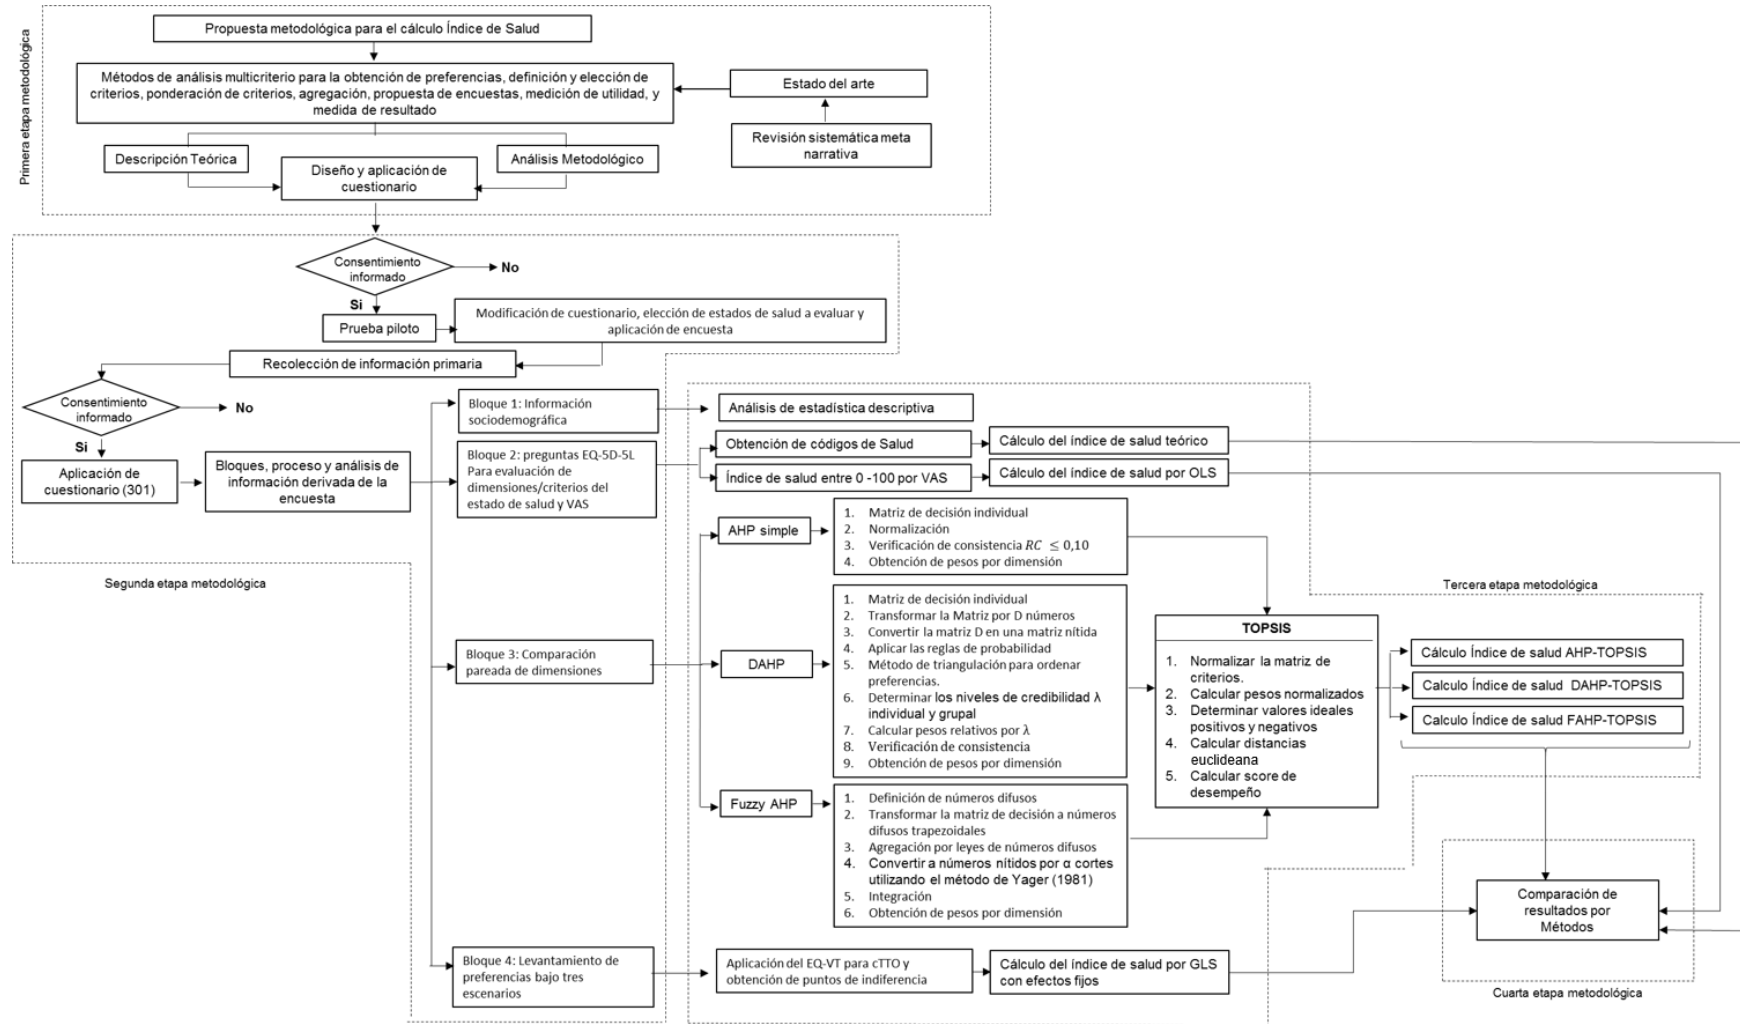 Primera etapa metodológica
Propuesta metodológica para el cálculo Índice de Salud
Métodos de análisis multicriterio para la obtención de preferencias, definición y elección de
criterios, ponderación de criterios, agregación, propuesta de encuestas, medición de utilidad, y
medida de resultado
Estado del arte
Revisión sistemática meta
narrativa
Descripción Teórica
Análisis Metodológico
Diseño y aplicación de
cuestionario
Consentimiento
informado
No
Si
Prueba piloto
Modificación de cuestionario, elección de estados de salud a evaluar y
aplicación de encuesta
Recolección de información primaria
Consentimiento
informado
No
Si
Aplicación de
cuestionario (301)
Bloques, proceso y análisis de
información derivada de la
encuesta
Segunda etapa metodológica
Bloque 1: Información
sociodemográfica
Bloque 2: preguntas EQ-5D-5L
Para evaluación de
dimensiones/criterios del
estado de salud y VAS
Bloque 3: Comparación
pareada de dimensiones
Bloque 4: Levantamiento de
preferencias bajo tres
escenarios
Análisis de estadística descriptiva
Obtención de códigos de Salud
Cálculo del índice de salud teórico
Índice de salud entre 0 -100 por VAS
Cálculo del índice de salud por OLS
AHP simple
1. Matriz de decisión individual
2. Normalización
3. Verificación de consistencia RC ≤ 0,10
4. Obtención de pesos por dimensión
DAHP
1. Matriz de decisión individual
2. Transformar la Matriz por D números
3. Convertir la matriz D en una matriz nítida
4. Aplicar las reglas de probabilidad
5. Método de triangulación para ordenar
preferencias.
6. Determinar los niveles de credibilidad λ
individual y grupal
7. Calcular pesos relativos por λ
8. Verificación de consistencia
9. Obtención de pesos por dimensión
Fuzzy AHP
1. Definición de números difusos
2. Transformar la matriz de decisión a números
difusos trapezoidales
3. Agregación por leyes de números difusos
4. Convertir a números nítidos por α cortes
utilizando el método de Yager (1981)
5. Integración
6. Obtención de pesos por dimensión
Aplicación del EQ-VT para cTTO y
obtención de puntos de indiferencia
Cálculo del índice de salud por GLS
con efectos fijos
Tercera etapa metodológica
TOPSIS
1. Normalizar la matriz de
criterios.
2. Calcular pesos normalizados
3. Determinar valores ideales
positivos y negativos
4. Calcular distancias
euclideana
5. Calcular score de
desempeño
Cálculo Índice de salud AHP-TOPSIS
Calculo Índice de salud DAHP-TOPSIS
Calculo Índice de salud FAHP-TOPSIS
Comparación de
resultados por
Métodos
Cuarta etapa metodológica